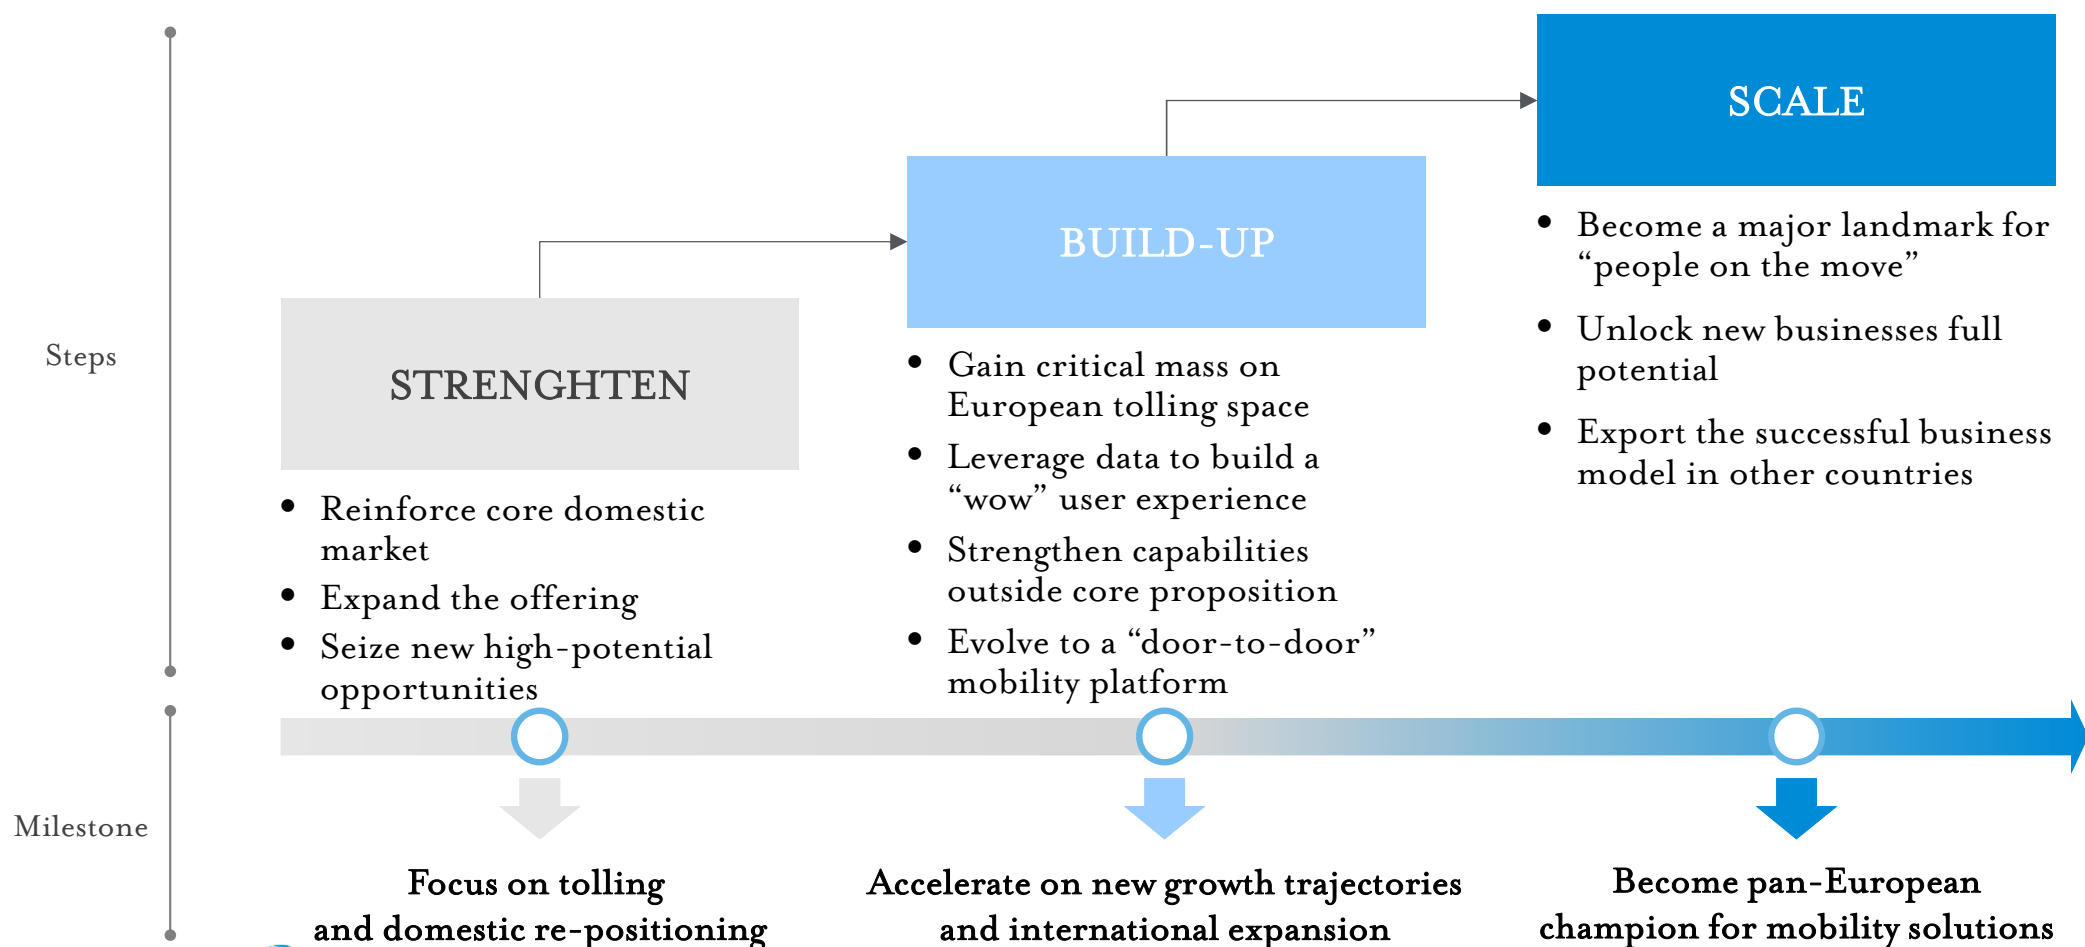 SCALE
• Become a major landmark for
“people on the move”
• Unlock new businesses full
potential
• Export the successful business
model in other countries
BUILD-UP
• Gain critical mass on
European tolling space
• Leverage data to build a
“wow” user experience
• Strengthen capabilities
outside core proposition
• Evolve to a “door-to-door”
mobility platform
Steps
STRENGHTEN
• Reinforce core domestic
market
• Expand the offering
• Seize new high-potential
opportunities
Milestone
Focus on tolling
and domestic re-positioning
Accelerate on new growth trajectories
and international expansion
Become pan-European
champion for mobility solutions